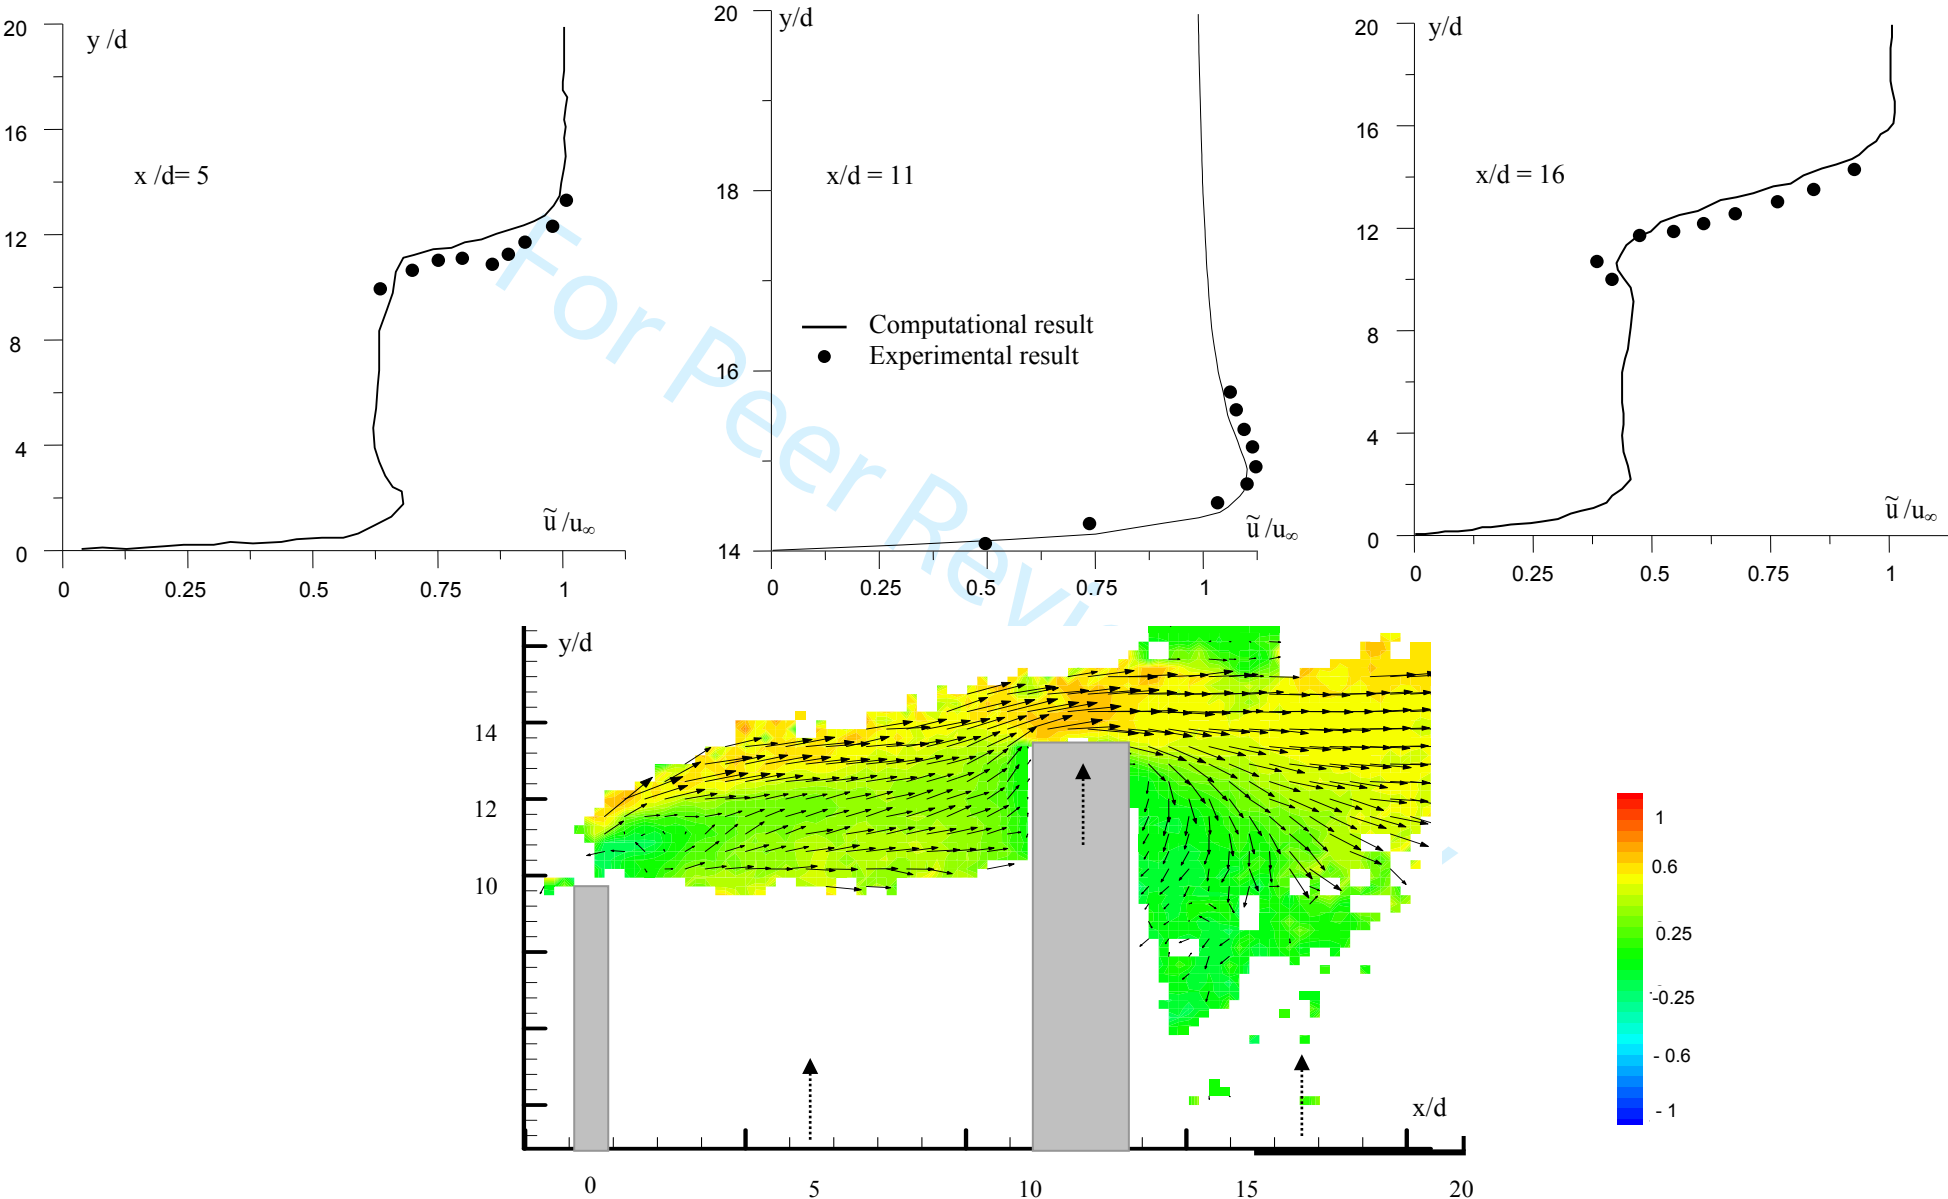 20
y /d
16
x /d= 5
12
8
4
ũ /u∞
0
0 0.25 0.5 0.75 1
20
y/d
18
x/d = 11
Computational result
Experimental result
16
ũ /u∞
14
0 0.25 0.5 0.75 1
20
y/d
16
x/d = 16
12
8
4
ũ /u∞
0
0 0.25 0.5 0.75 1
For Peer Revi
y/d
14
12
10
x/d
0 5 10 15 20
1
0.6
0.25
-0.25
- 0.6
- 1